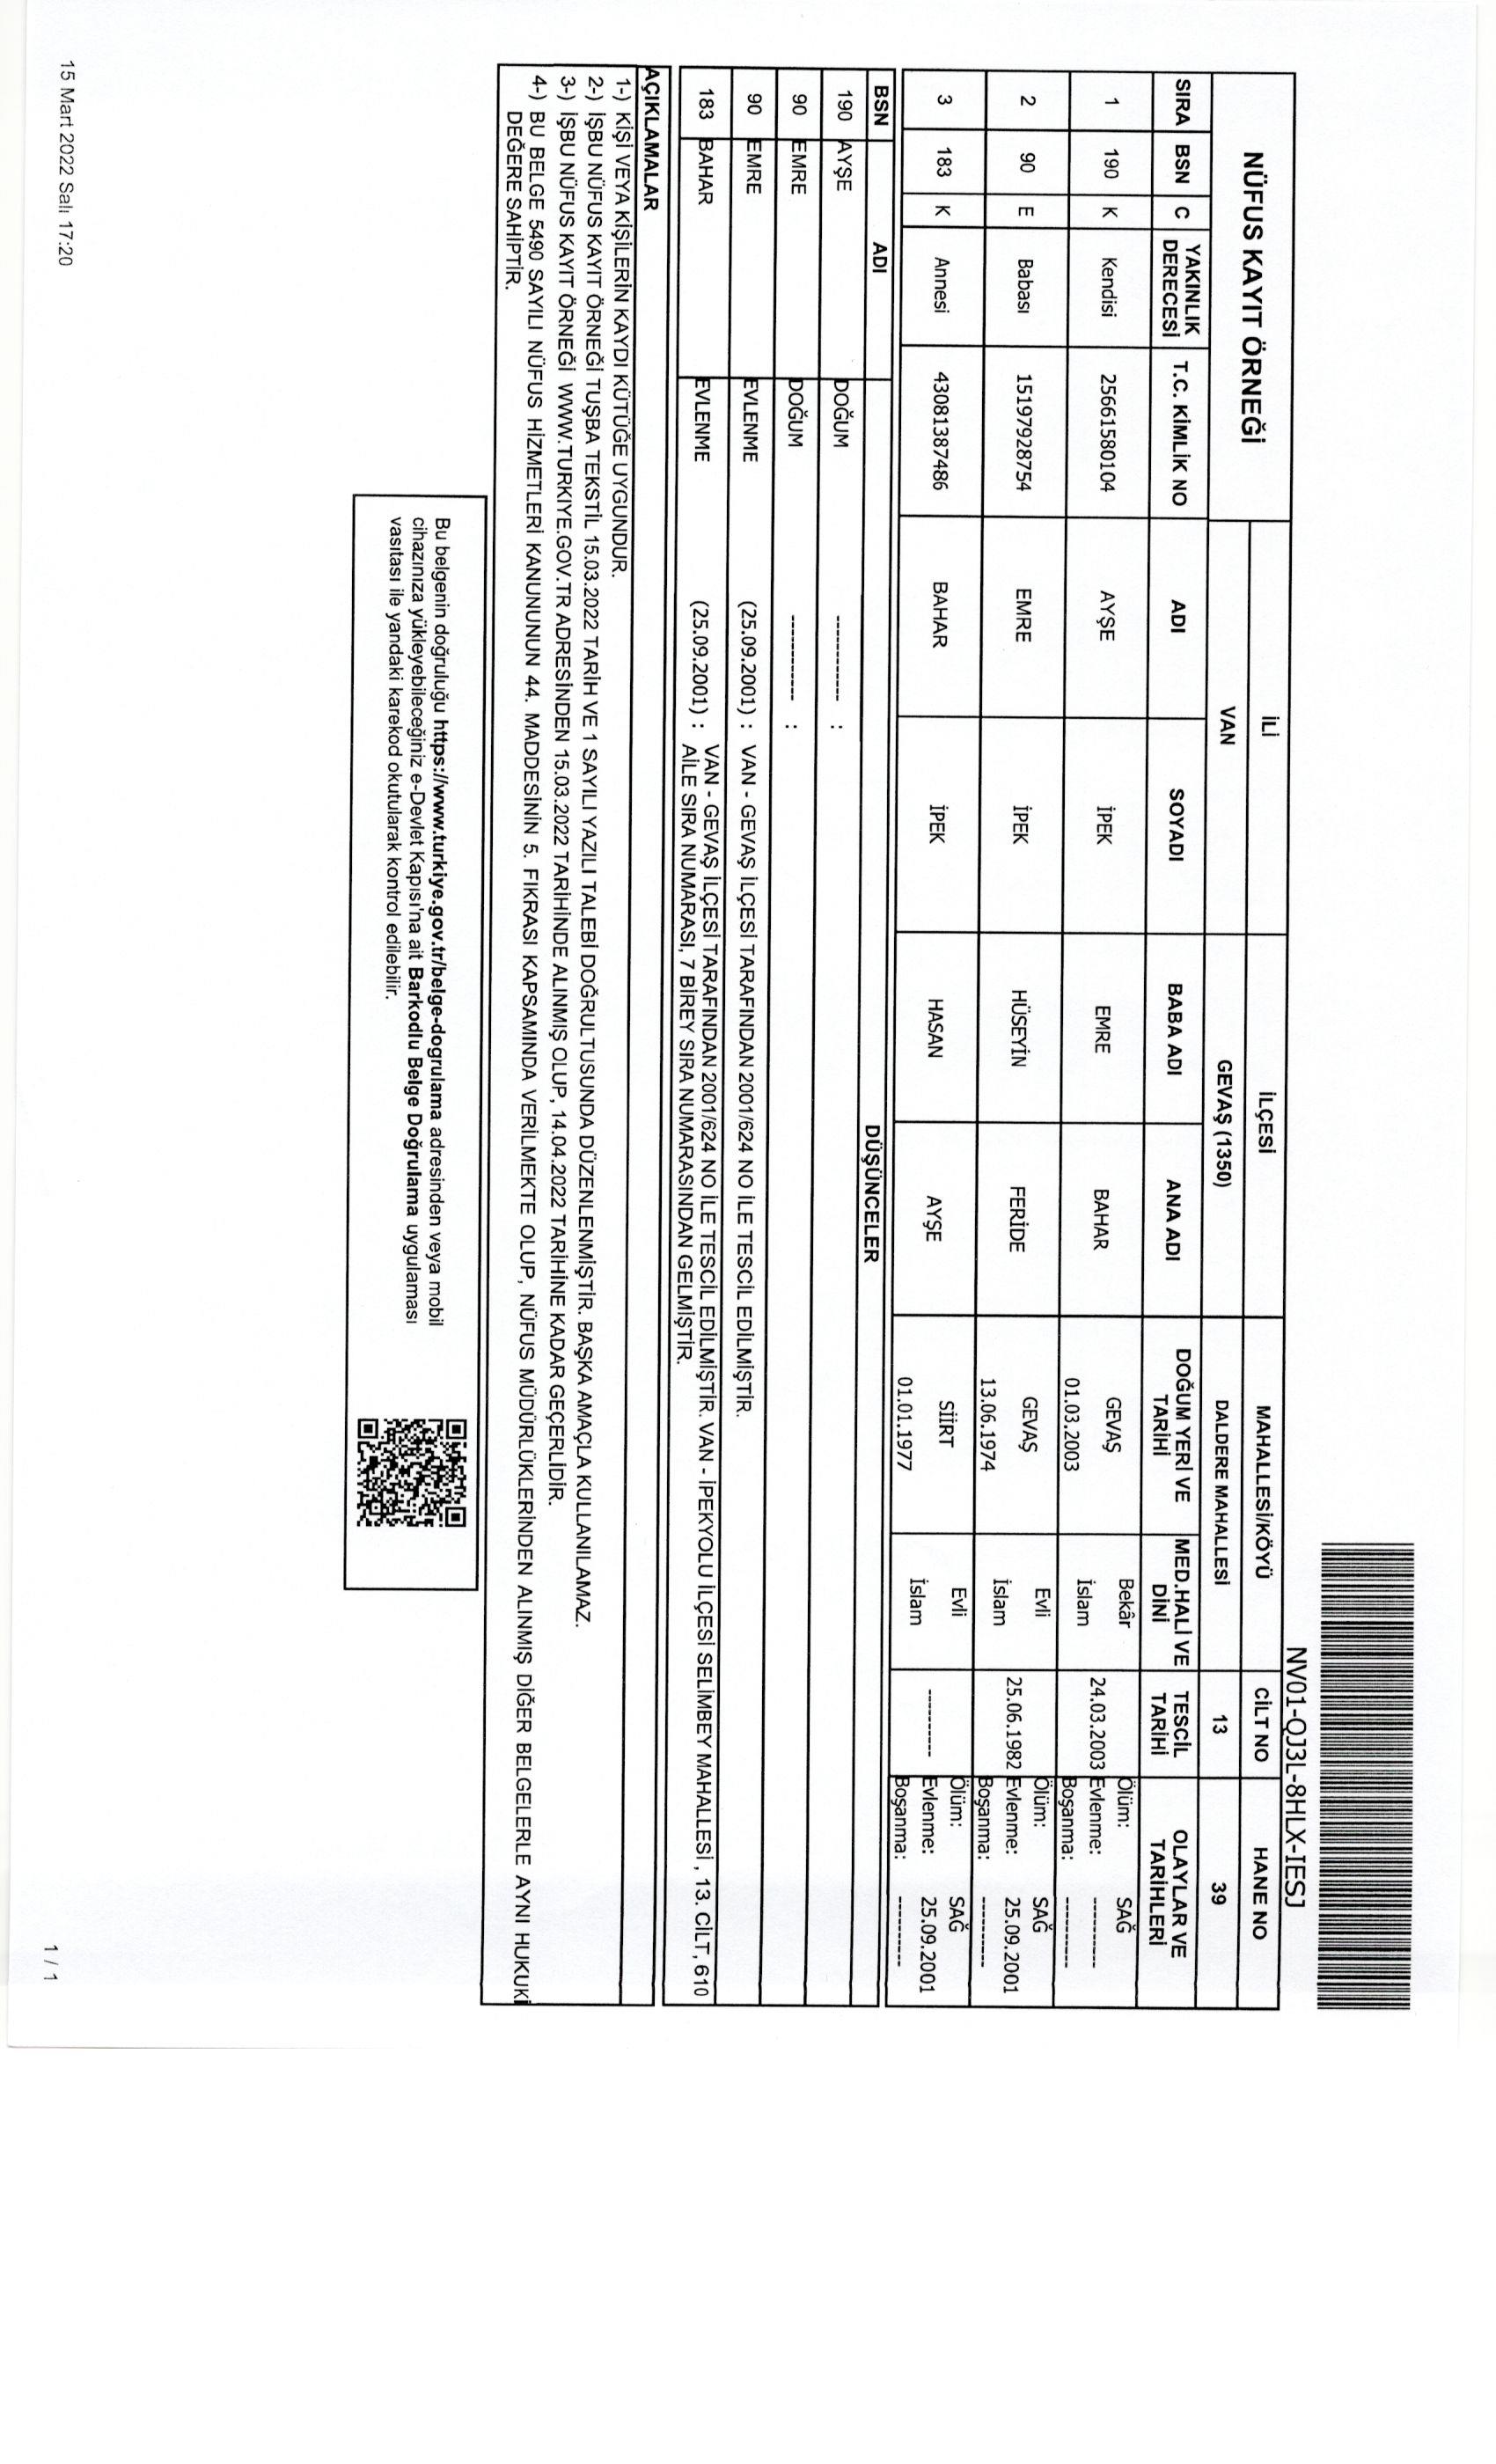 NV01-QJ3L-8HLX-IESJ
NÜFUS KAYIT ÖRNEĞİ
İLİ İLÇESİ MAHALLESİ/KÖYÜ CİLT NO HANE NO
VAN GEVAŞ (1350) DALDERE MAHALLESİ 13 39
SIRA BSN C YAKINLIK DERECESİ T.C. KİMLİK NO ADI SOYADI BABA ADI ANA ADI DOĞUM YERİ VE TARİHİ MED.HALİ VE DİNİ TESCİL TARİHİ OLAYLAR VE TARİHLERİ
1 190 K Kendisi 25661580104 AYŞE İPEK EMRE BAHAR GEVAŞ 01.03.2003 Bekâr İslam 24.03.2003 Ölüm: SAĞ Evlenme: ---------- Boşanma: ----------
2 90 E Babası 15197928754 EMRE İPEK HÜSEYİN FERİDE GEVAŞ 13.06.1974 Evli İslam 25.06.1982 Ölüm: SAĞ Evlenme: 25.09.2001 Boşanma: ----------
3 183 K Annesi 43081387486 BAHAR İPEK HASAN AYŞE SİİRT 01.01.1977 Evli İslam ---------- Ölüm: SAĞ Evlenme: 25.09.2001 Boşanma: ----------
BSN ADI DÜŞÜNCELER
190 AYŞE DOĞUM ------------ :
90 EMRE DOĞUM ------------ :
90 EMRE EVLENME (25.09.2001) : VAN - GEVAŞ İLÇESİ TARAFINDAN 2001/624 NO İLE TESCİL EDİLMİŞTİR.
183 BAHAR EVLENME (25.09.2001) : VAN - GEVAŞ İLÇESİ TARAFINDAN 2001/624 NO İLE TESCİL EDİLMİŞTİR. VAN - İPEKYOLU İLÇESİ SELİMBEY MAHALLESİ , 13. CİLT, 610
AİLE SIRA NUMARASI, 7 BİREY SIRA NUMARASINDAN GELMİŞTİR.
AÇIKLAMALAR
1-) KİŞİ VEYA KİŞİLERİN KAYDI KÜTÜĞE UYGUNDUR.
2-) İŞBU NÜFUS KAYIT ÖRNEĞİ TUŞBA TEKSTİL 15.03.2022 TARİH VE 1 SAYILI YAZILI TALEBİ DOĞRULTUSUNDA DÜZENLENMİŞTİR. BAŞKA AMAÇLA KULLANILAMAZ.
3-) İŞBU NÜFUS KAYIT ÖRNEĞİ WWW.TURKIYE.GOV.TR ADRESİNDEN 15.03.2022 TARİHİNDE ALINMIŞ OLUP, 14.04.2022 TARİHİNE KADAR GEÇERLİDİR.
4-) BU BELGE 5490 SAYILI NÜFUS HİZMETLERİ KANUNUNUN 44. MADDESİNİN 5. FIKRASI KAPSAMINDA VERİLMEKTE OLUP, NÜFUS MÜDÜRLÜKLERİNDEN ALINMIŞ DİĞER BELGELERLE AYNI HUKUKİ
DEĞERE SAHİPTİR.
Bu belgenin doğruluğu https://www.turkiye.gov.tr/belge-dogrulama adresinden veya mobil
cihazınıza yükleyebileceğiniz e-Devlet Kapısı'na ait Barkodlu Belge Doğrulama uygulaması
vasıtası ile yandaki karekod okutularak kontrol edilebilir.
15 Mart 2022 Salı 17:20
1 / 1